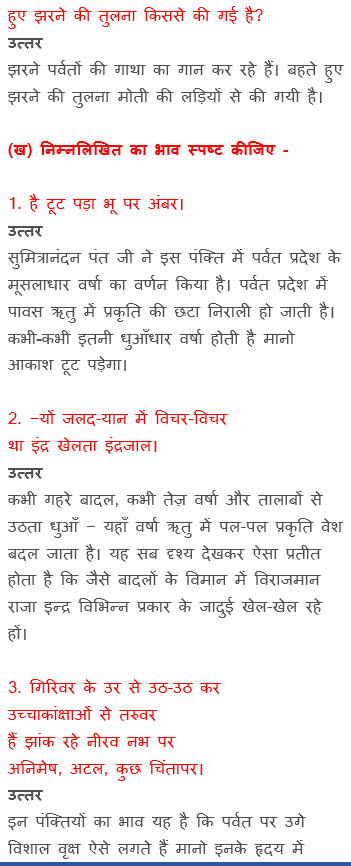 हुए झरने की तुलना किससे की गई है?
उत्तर
झरने पर्वतों की गाथा का गान कर रहे हैं। बहते हुए
झरने की तुलना मोती की लड़ियों से की गयी है।
(ख) निम्नलिखित का भाव स्पष्ट कीजिए -
1. है टूट पड़ा भू पर अंबर।
उत्तर
सुमित्रानंदन पंत जी ने इस पंक्ति में पर्वत प्रदेश के
मूसलाधार वर्षा का वर्णन किया है। पर्वत प्रदेश में
पावस ऋतु में प्रकृति की छटा निराली हो जाती है।
कभी-कभी इतनी धुआँधार वर्षा होती है मानो
आकाश टूट पड़ेगा।
2. −यों जलद-यान में विचर-विचर
था इंद्र खेलता इंद्रजाल।
उत्तर
कभी गहरे बादल, कभी तेज़ वर्षा और तालाबों से
उठता धुआँ − यहाँ वर्षा ऋतु में पल-पल प्रकृति वेश
बदल जाता है। यह सब दृश्य देखकर ऐसा प्रतीत
होता है कि जैसे बादलों के विमान में विराजमान
राजा इन्द्र विभिन्न प्रकार के जादुई खेल-खेल रहे
हों।
3. गिरिवर के उर से उठ-उठ कर
उच्चाकांक्षाओं से तरुवर
हैं झांक रहे नीरव नभ पर
अनिमेष, अटल, कुछ चिंतापर।
उत्तर
इन पंक्तियों का भाव यह है कि पर्वत पर उगे
विशाल वृक्ष ऐसे लगते हैं मानो इनके हृदय में